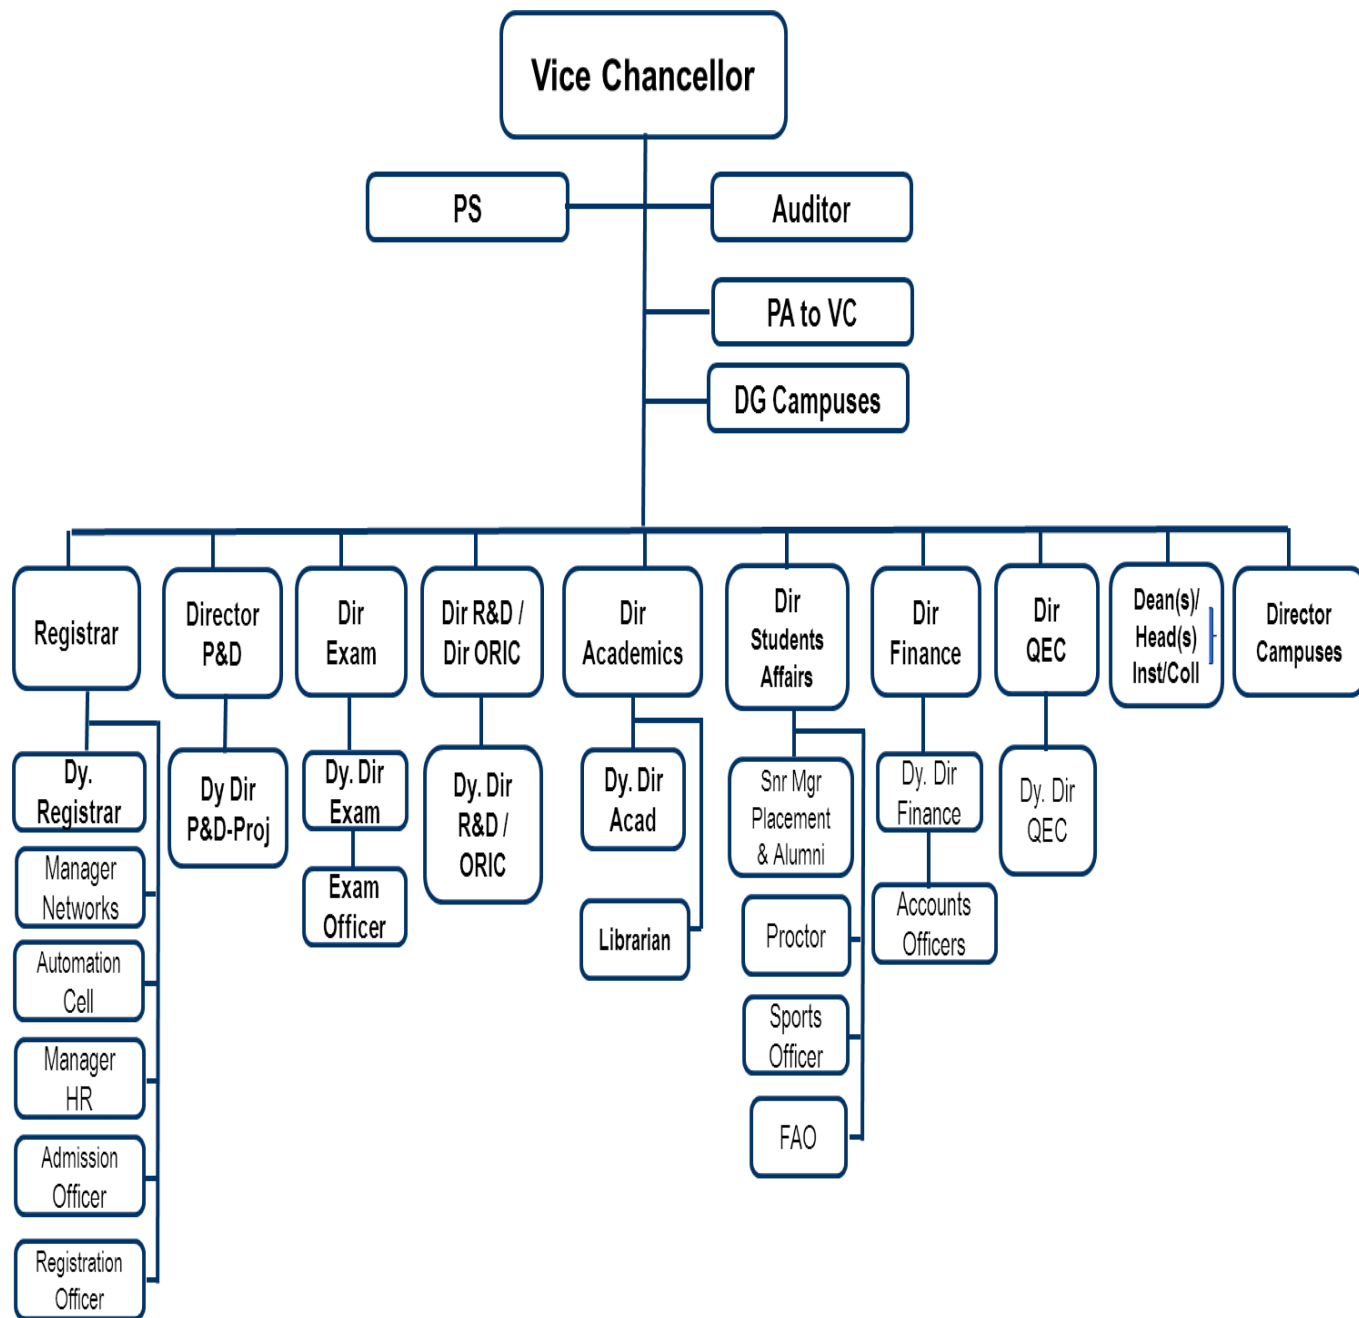 Vice Chancellor
PS
Auditor
PA to VC
DG Campuses
Registrar
Director
P&D
Dir
Exam
Dir R&D /
Dir ORIC
Dir
Academics
Dir
Students
Affairs
Dir
Finance
Dir
QEC
Dean(s)/
Head(s)
Inst/Coll
Director
Campuses
Dy.
Registrar
Manager
Networks
Automation
Cell
Manager
HR
Admission
Officer
Registration
Officer
Dy Dir
P&D-Proj
Dy. Dir
Exam
Exam
Officer
Dy. Dir
R&D /
ORIC
Dy. Dir
Acad
Librarian
Snr Mgr
Placement
& Alumni
Proctor
Sports
Officer
FAO
Dy. Dir
Finance
Accounts
Officers
Dy. Dir
QEC